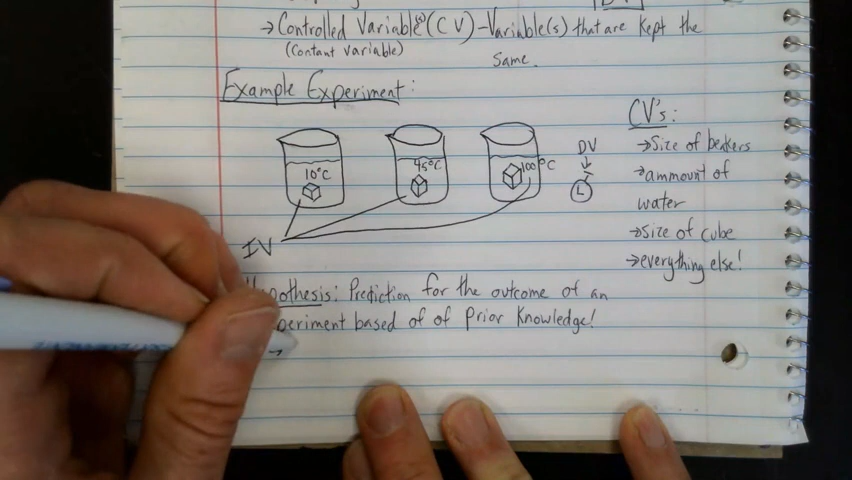 → Controlled Variable(s) (CV) - Variable(s) that are kept the
(Contant Variable)
same.
Example Experiment:
CV's:
→ Size of beakers
→ ammount of
water
→ size of cube
→ everything else!
10°C
45°C
100°C
DV
L
IV
othesis: Prediction for the outcome of an
periment based of of Prior Knowledge!
→